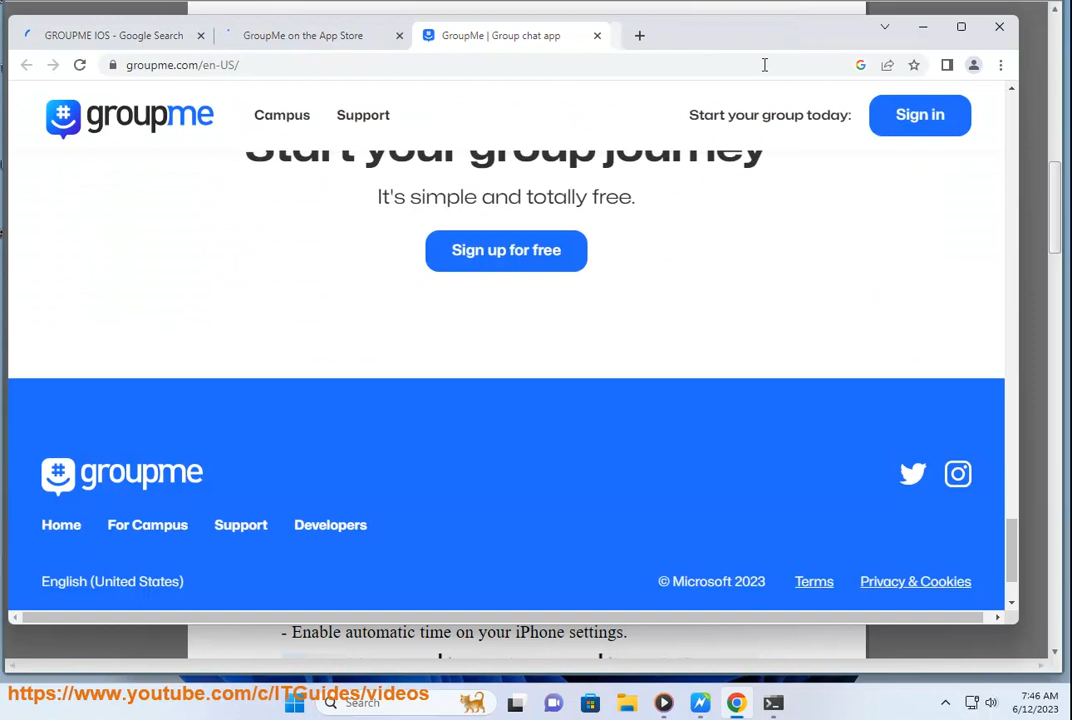 GROUPME IOS - Google Search
GroupMe on the App Store
GroupMe | Group chat app
groupme.com/en-US/
groupme
Campus
Support
Start your group today:
Sign in
Start your group journey
It's simple and totally free.
Sign up for free
groupme
Home
For Campus
Support
Developers
English (United States)
© Microsoft 2023
Terms
Privacy & Cookies
- Enable automatic time on your iPhone settings.
https://www.youtube.com/c/ITGuides/videos
Search
7:46 AM
6/12/2023